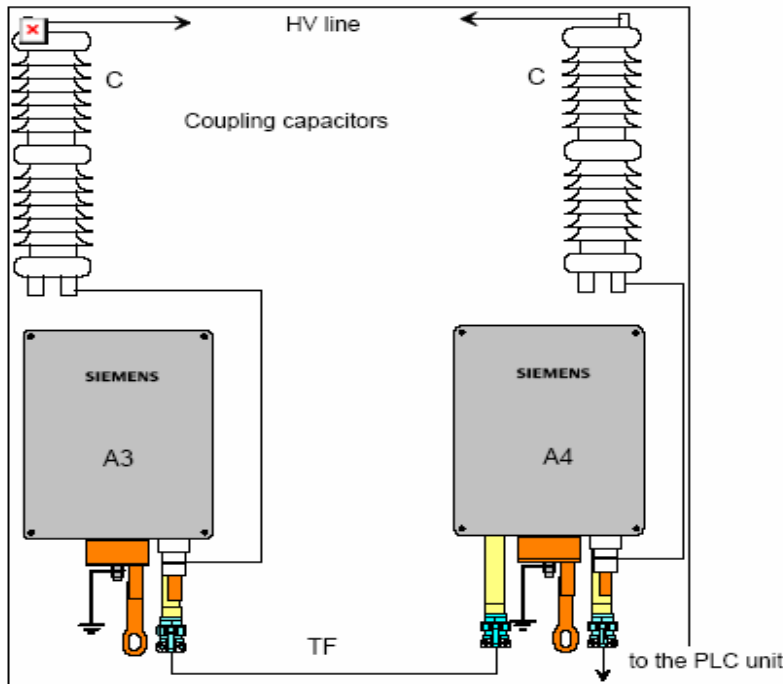 HV line
C
C
Coupling capacitors
SIEMENS
SIEMENS
A3
A4
TF
to the PLC unit